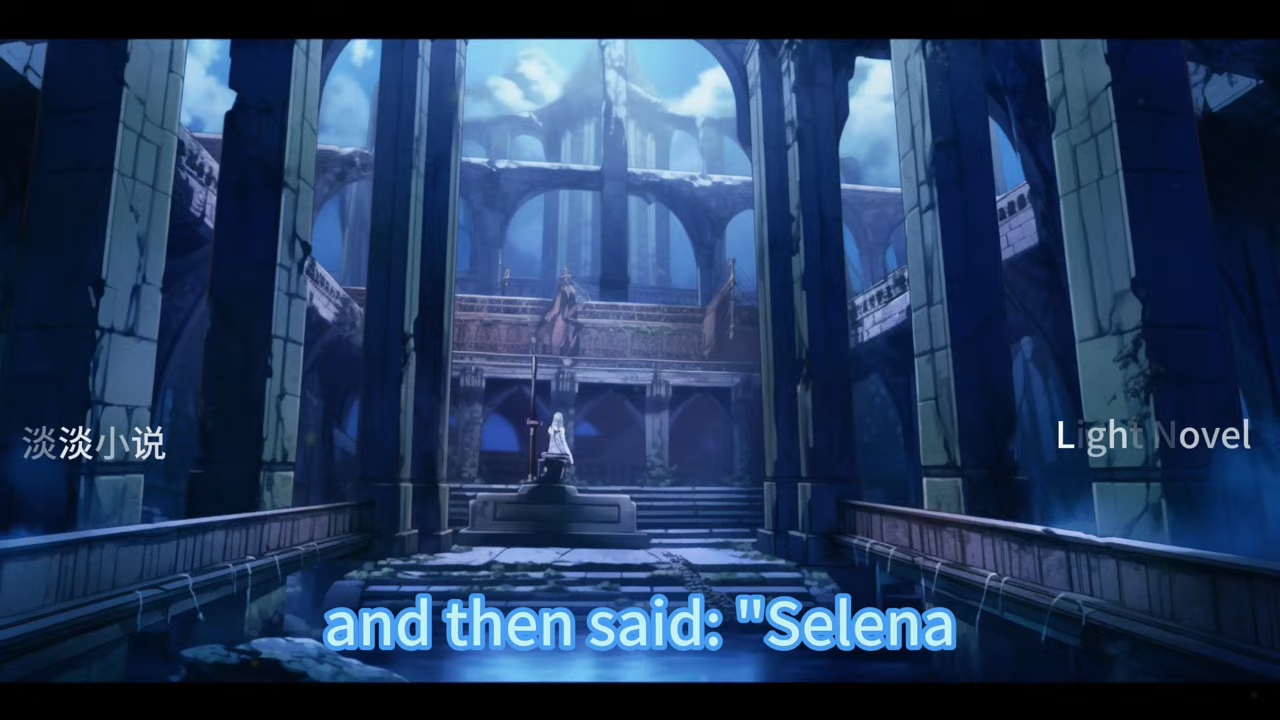 淡淡小说
Light Novel
and then said: "Selena